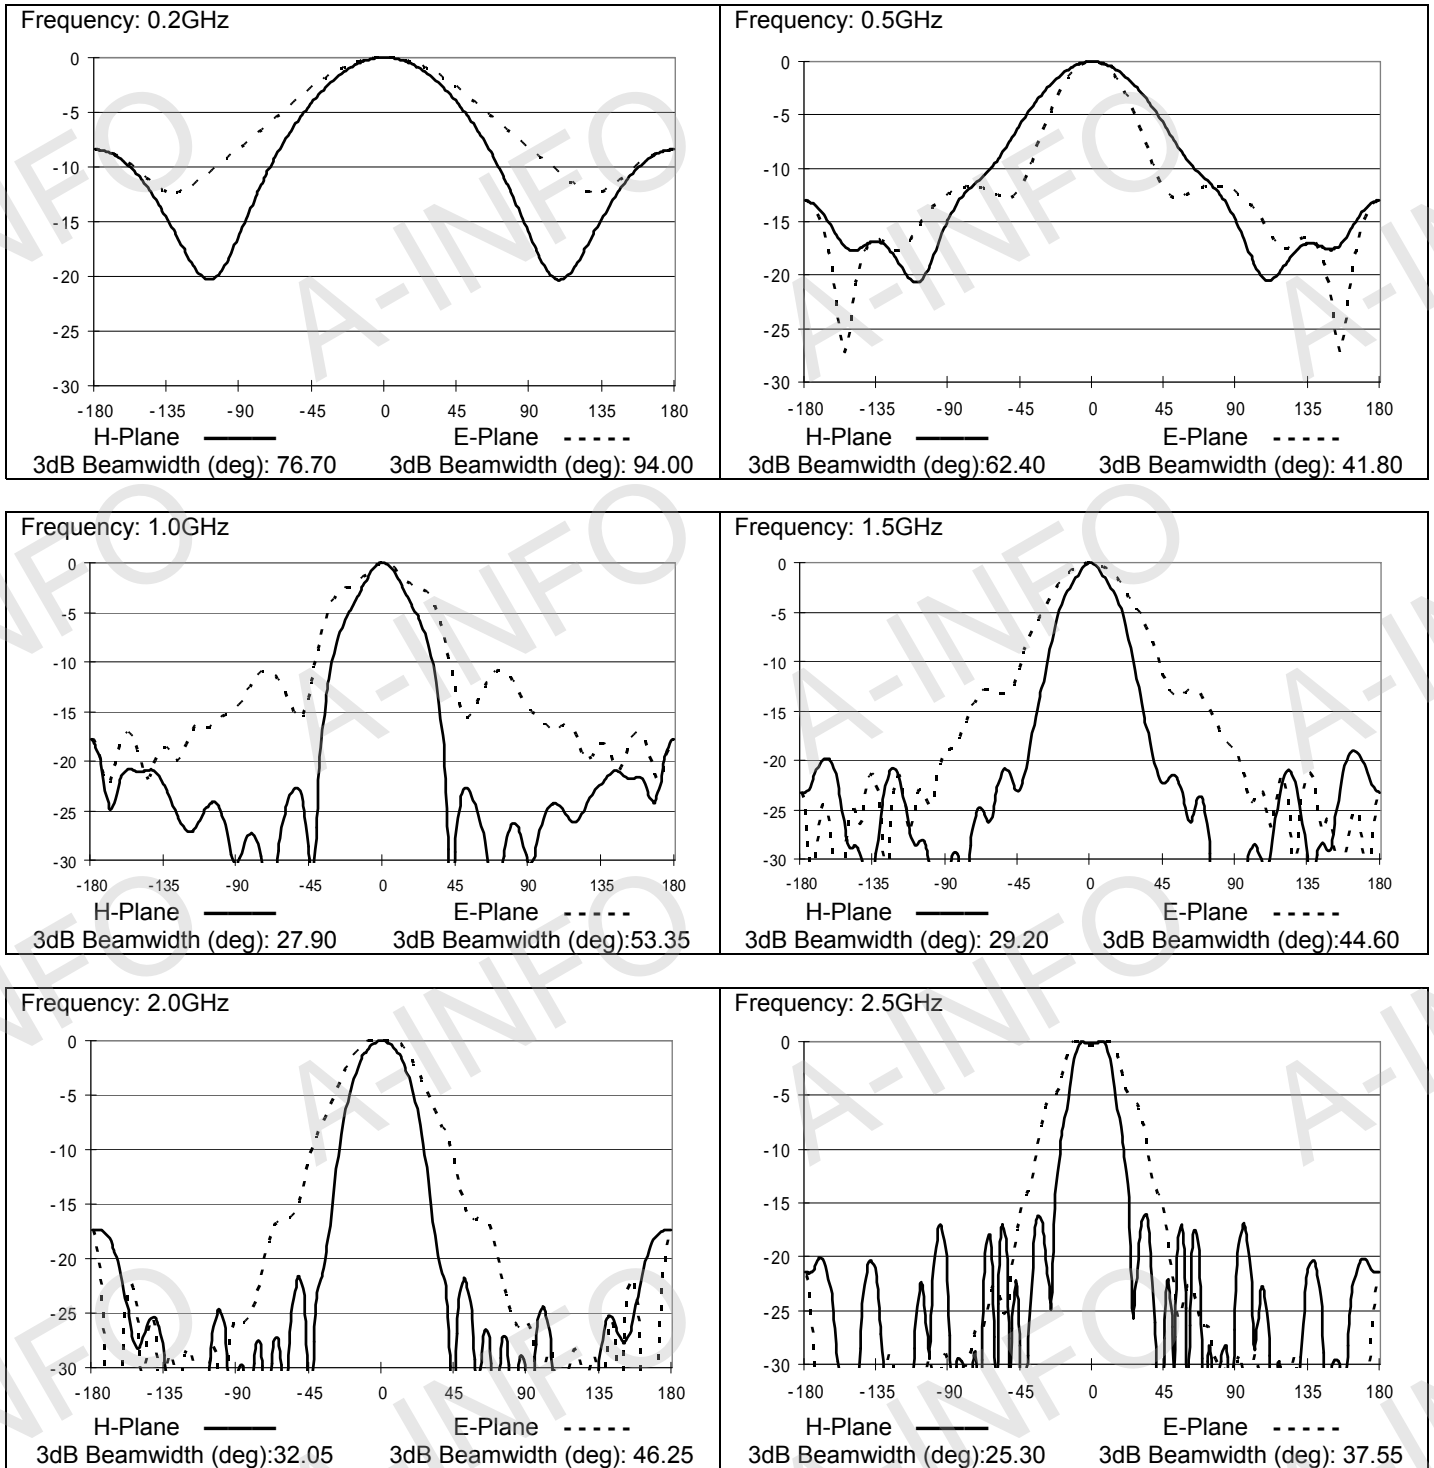 Frequency: 0.2GHz
0
-5
-10
-15
-20
-25
-30
-180 -135 -90 -45 0 45 90 135 180
H-Plane E-Plane
3dB Beamwidth (deg): 76.70 3dB Beamwidth (deg): 94.00
Frequency: 0.5GHz
0
-5
-10
-15
-20
-25
-30
-180 -135 -90 -45 0 45 90 135 180
H-Plane E-Plane
3dB Beamwidth (deg):62.40 3dB Beamwidth (deg): 41.80
Frequency: 1.0GHz
0
-5
-10
-15
-20
-25
-30
-180 -135 -90 -45 0 45 90 135 180
H-Plane E-Plane
3dB Beamwidth (deg): 27.90 3dB Beamwidth (deg):53.35
Frequency: 1.5GHz
0
-5
-10
-15
-20
-25
-30
-180 -135 -90 -45 0 45 90 135 180
H-Plane E-Plane
3dB Beamwidth (deg): 29.20 3dB Beamwidth (deg):44.60
Frequency: 2.0GHz
0
-5
-10
-15
-20
-25
-30
-180 -135 -90 -45 0 45 90 135 180
H-Plane E-Plane
3dB Beamwidth (deg):32.05 3dB Beamwidth (deg): 46.25
Frequency: 2.5GHz
0
-5
-10
-15
-20
-25
-30
-180 -135 -90 -45 0 45 90 135 180
H-Plane E-Plane
3dB Beamwidth (deg):25.30 3dB Beamwidth (deg): 37.55
A-INFO
A-INFO
A-INFO
A-INFO
A-INFO
A-INFO